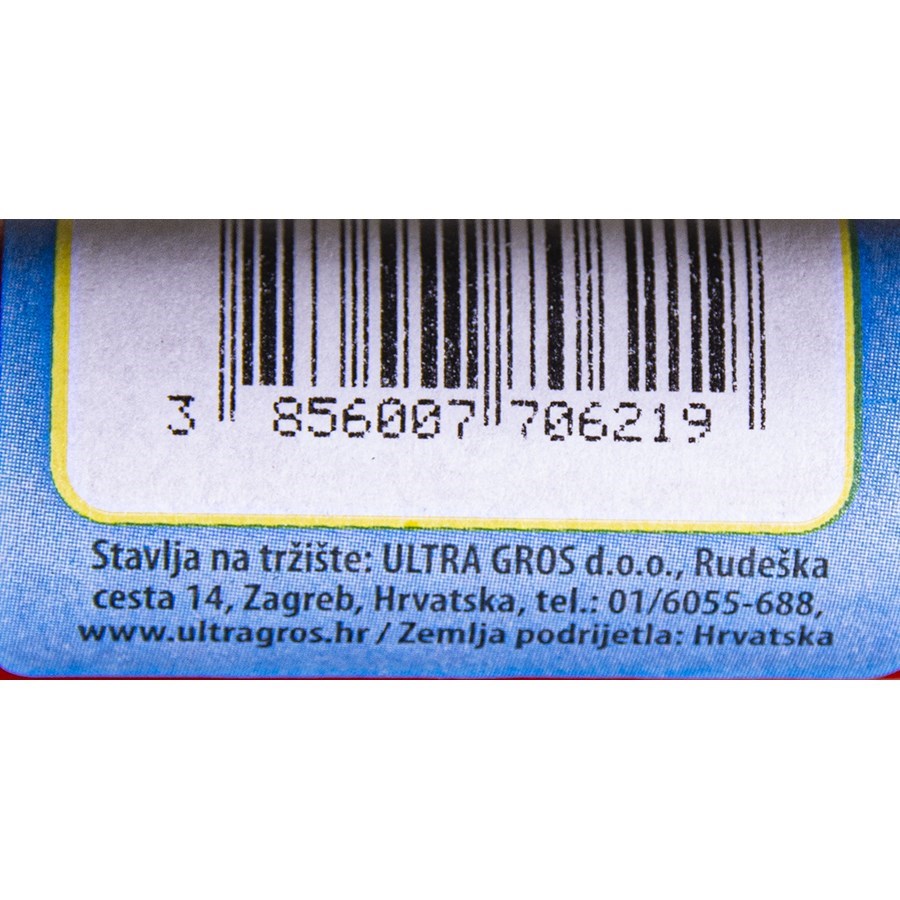 3 856007 706219
Stavlja na tržište: ULTRA GROS d.o.o., Rudeška
cesta 14, Zagreb, Hrvatska, tel.: 01/6055-688,
www.ultragros.hr / Zemlja podrijetla: Hrvatska